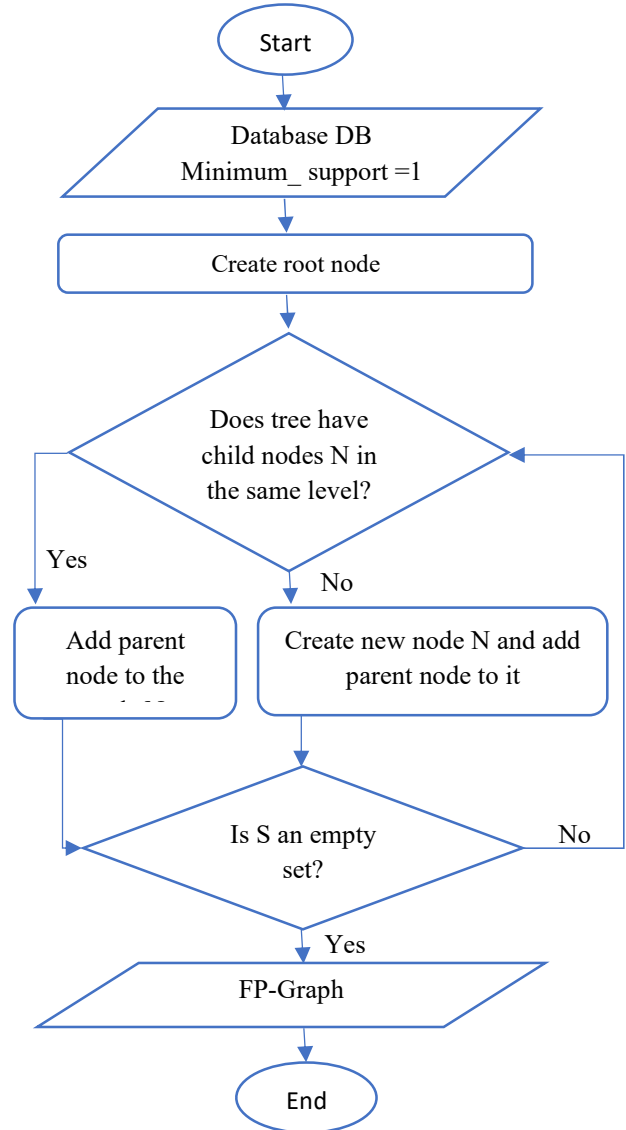 Start
Database DB
Minimum_ support =1
Create root node
Does tree have
child nodes N in
the same level?
Yes
No
Add parent
node to the
Create new node N and add
parent node to it
Is S an empty
set?
No
Yes
FP-Graph
End